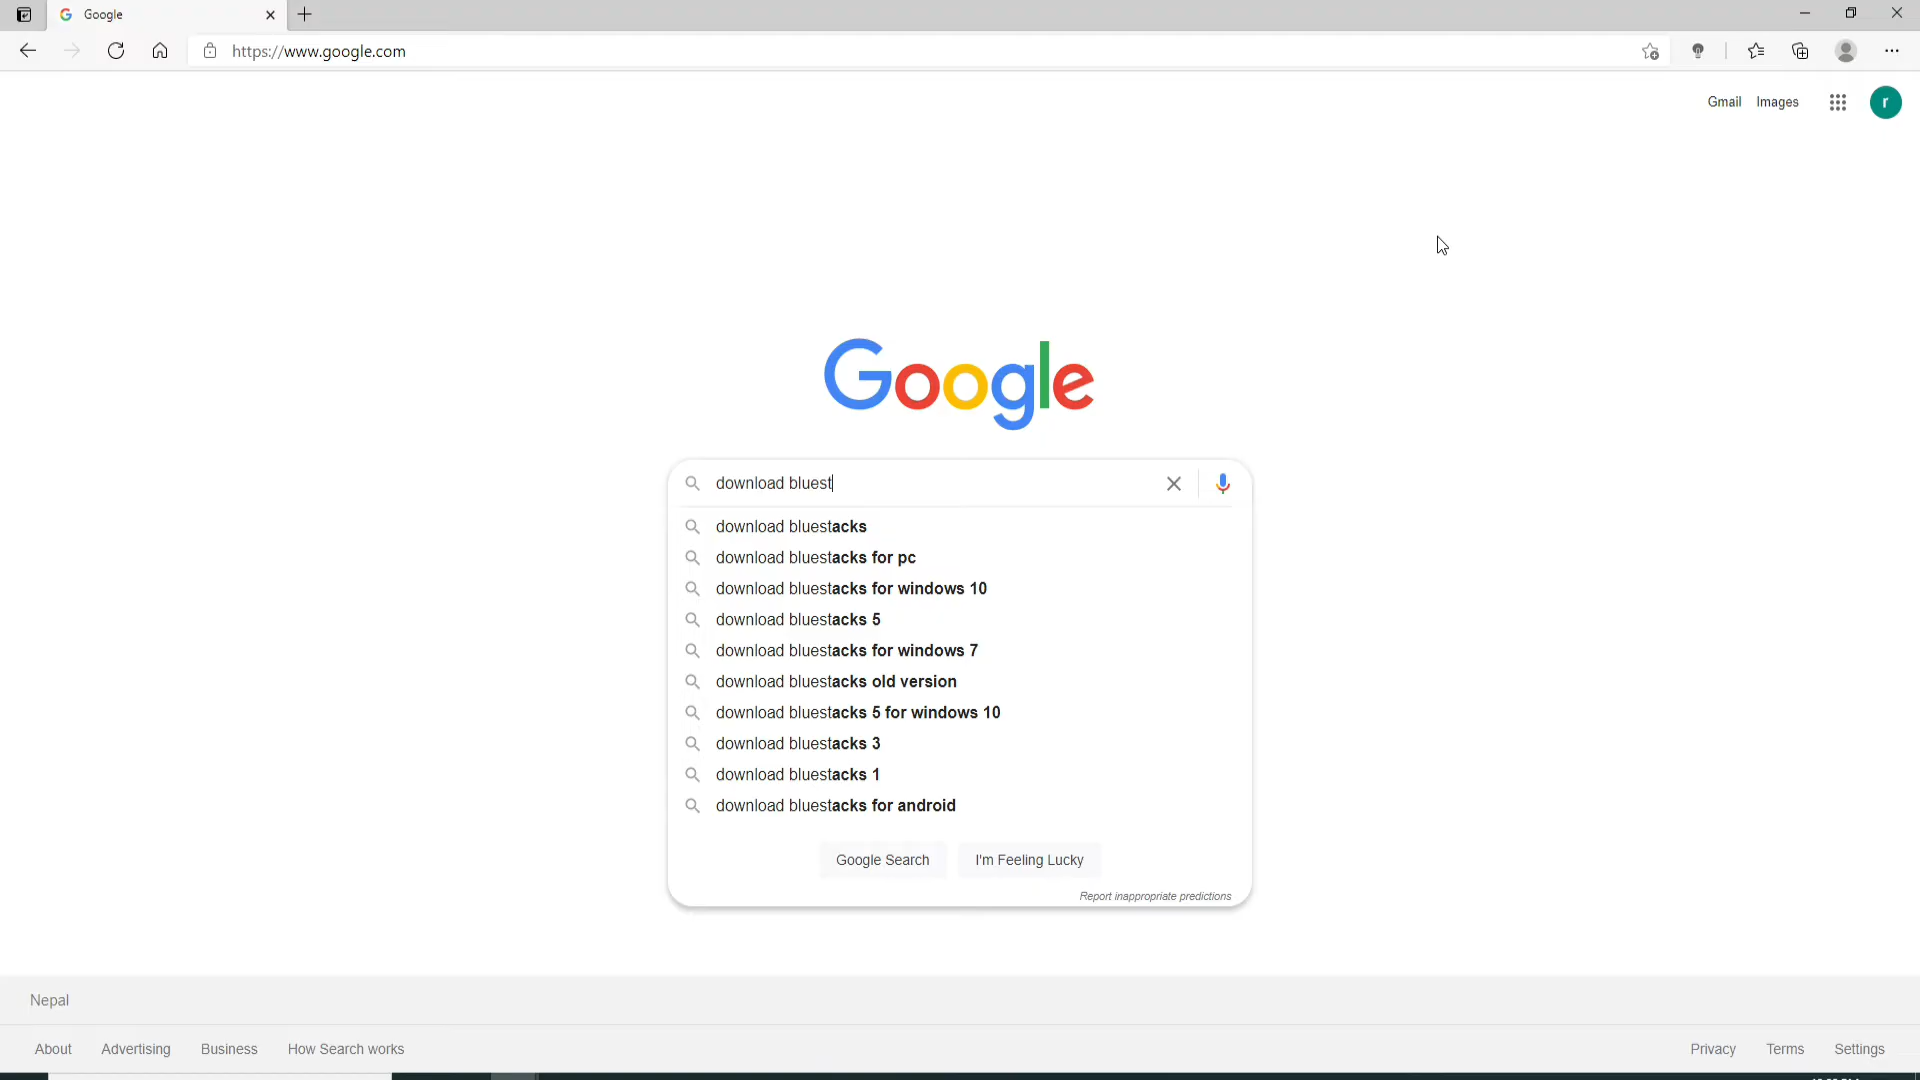 Google
https://www.google.com
Gmail Images
r
Google
download bluest
download bluestacks
download bluestacks for pc
download bluestacks for windows 10
download bluestacks 5
download bluestacks for windows 7
download bluestacks old version
download bluestacks 5 for windows 10
download bluestacks 3
download bluestacks 1
download bluestacks for android
Google Search I'm Feeling Lucky
Report inappropriate predictions
Nepal
About Advertising Business How Search works Privacy Terms Settings